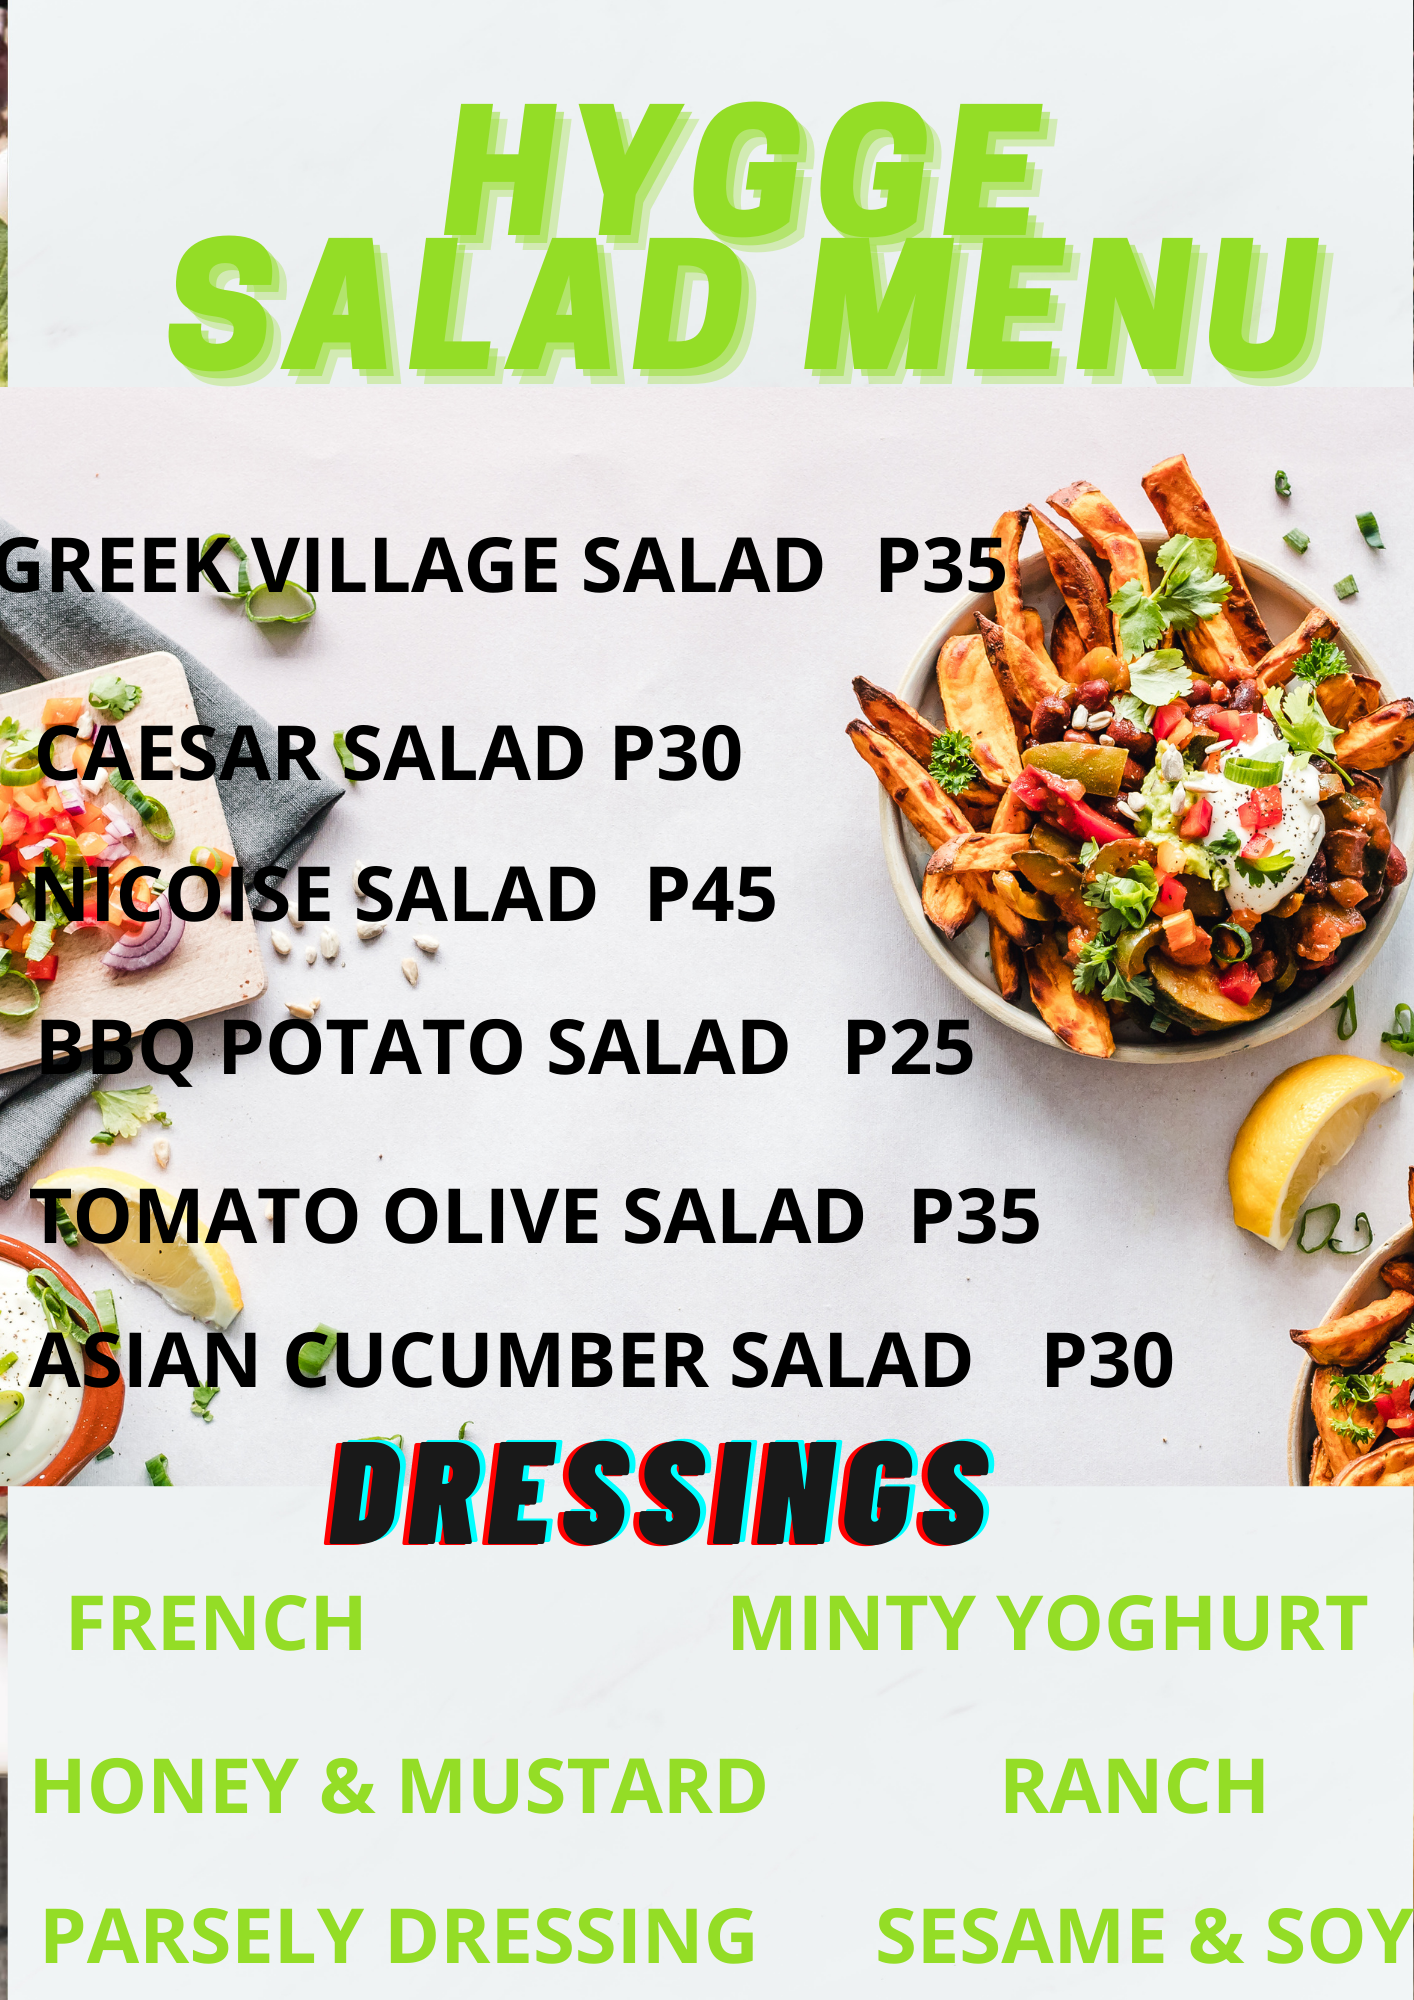 HYGGE
SALAD MENU
GREEK VILLAGE SALAD P35
CAESAR SALAD P30
NICOISE SALAD P45
BBQ POTATO SALAD P25
TOMATO OLIVE SALAD P35
ASIAN CUCUMBER SALAD P30
DRESSINGS
FRENCH MINTY YOGHURT
HONEY & MUSTARD RANCH
PARSELY DRESSING SESAME & SOY